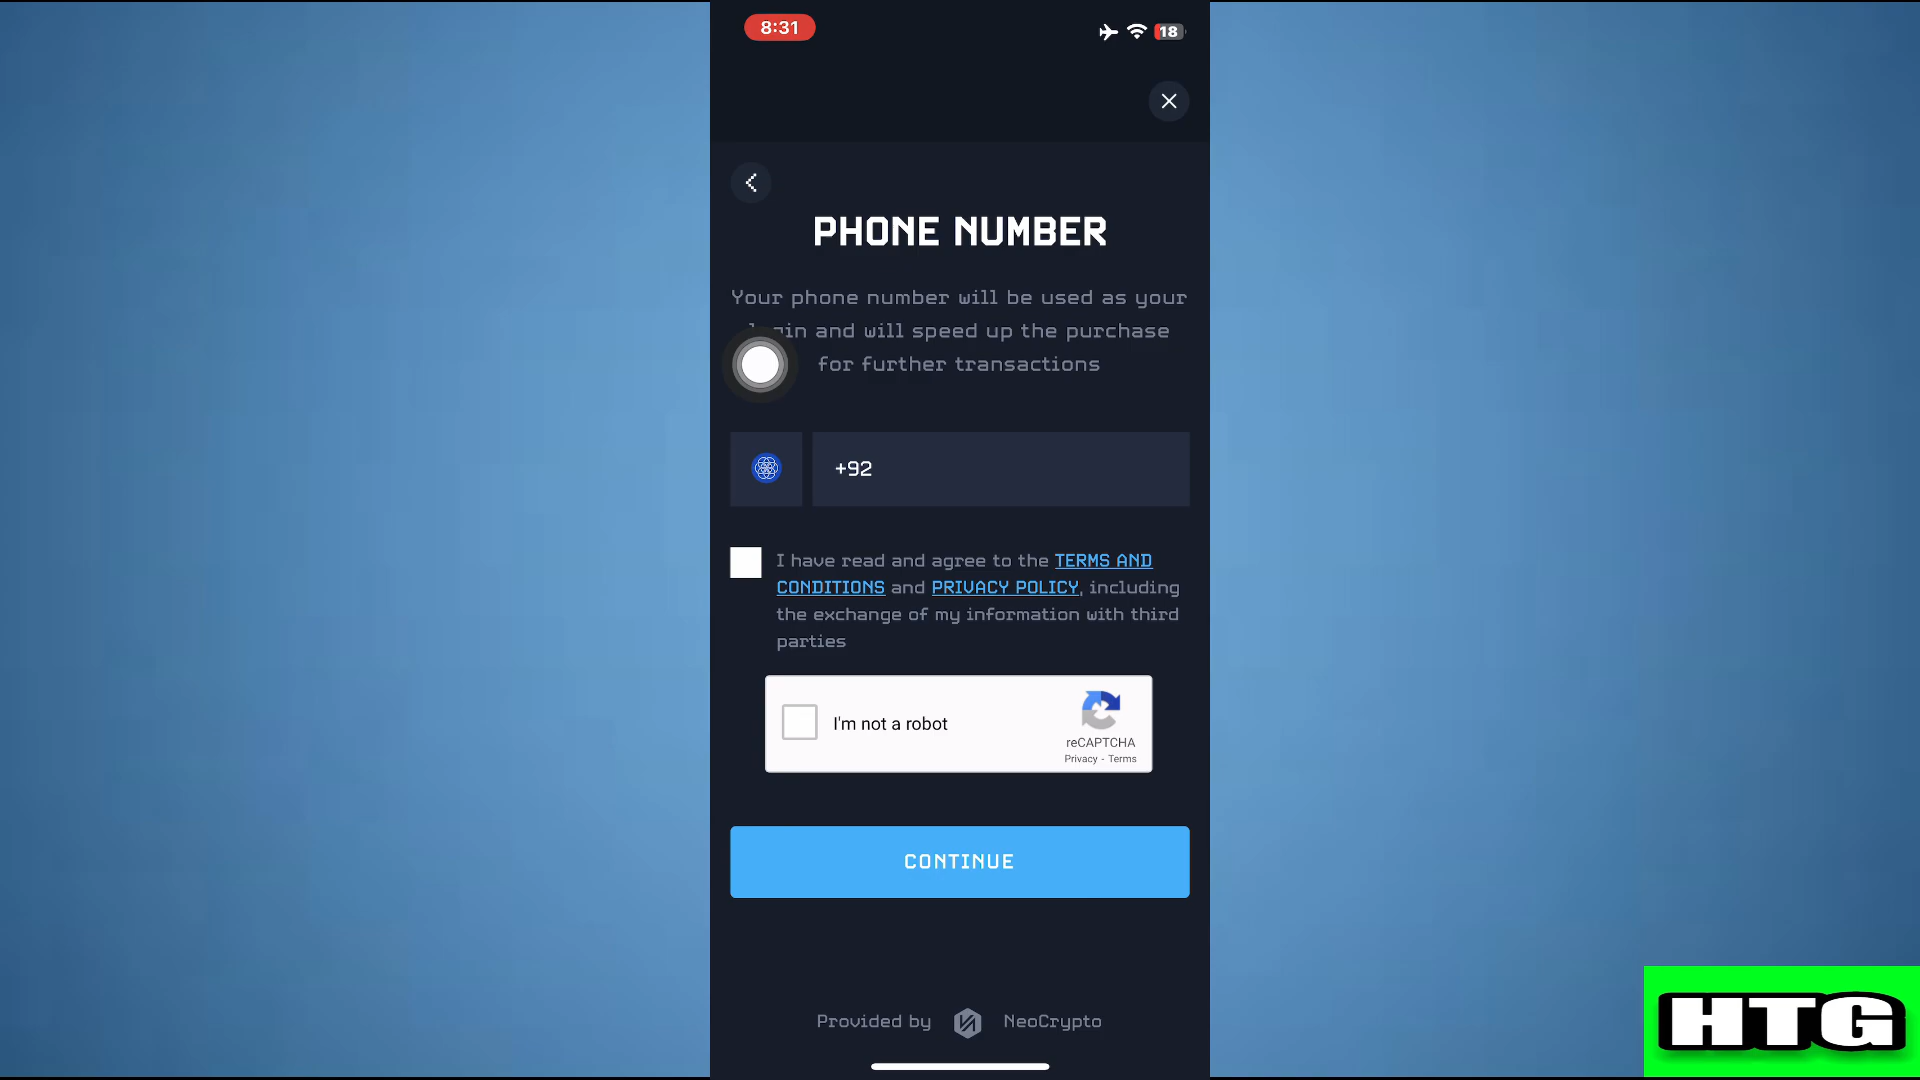 8:31
18
PHONE NUMBER
Your phone number will be used as your
login and will speed up the purchase
for further transactions
+92
I have read and agree to the TERMS AND
CONDITIONS and PRIVACY POLICY, including
the exchange of my information with third
parties
I'm not a robot
reCAPTCHA
Privacy - Terms
CONTINUE
Provided by NeoCrypto
HTG